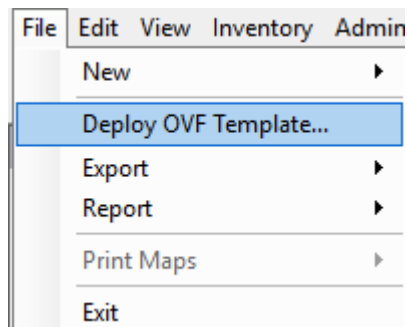 File Edit View Inventory Admin
New
Deploy OVF Template...
Export
Report
Print Maps
Exit